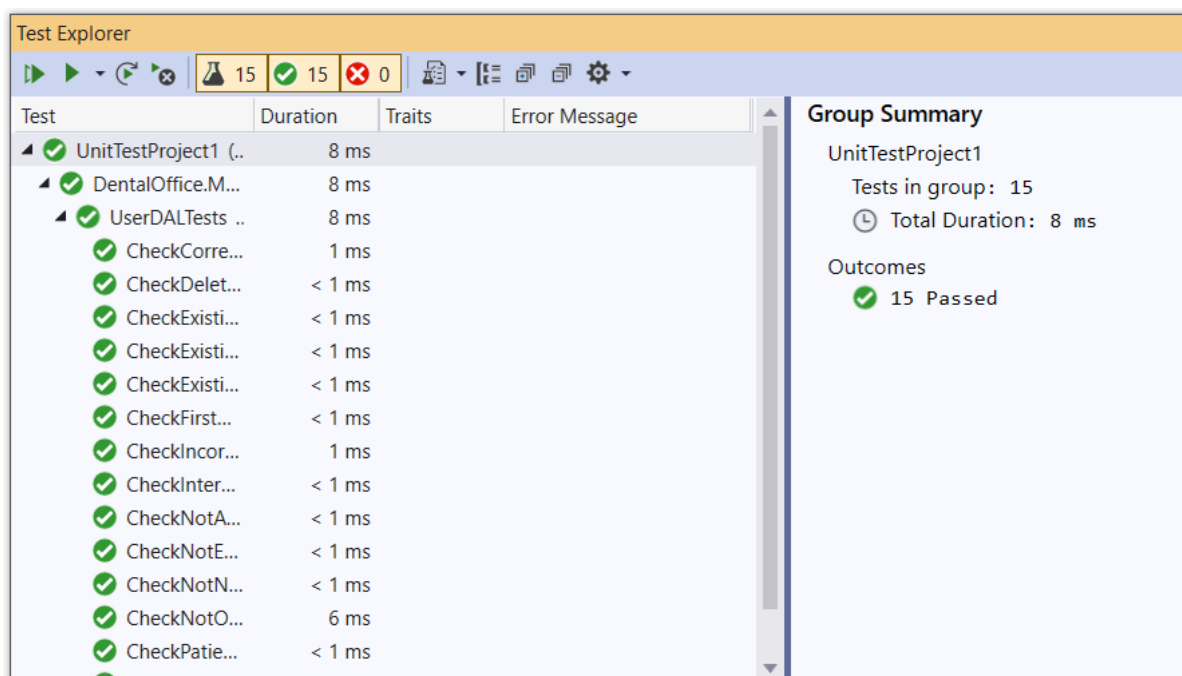 Test Explorer
15 15 0
Test Duration Traits Error Message
UnitTestProject1 (.. 8 ms
DentalOffice.M... 8 ms
UserDALTests .. 8 ms
CheckCorre... 1 ms
CheckDelet... < 1 ms
CheckExisti... < 1 ms
CheckExisti... < 1 ms
CheckExisti... < 1 ms
CheckFirst... < 1 ms
CheckIncor... 1 ms
CheckInter... < 1 ms
CheckNotA... < 1 ms
CheckNotE... < 1 ms
CheckNotN... < 1 ms
CheckNotO... 6 ms
CheckPatie... < 1 ms
Group Summary
UnitTestProject1
Tests in group: 15
Total Duration: 8 ms
Outcomes
15 Passed